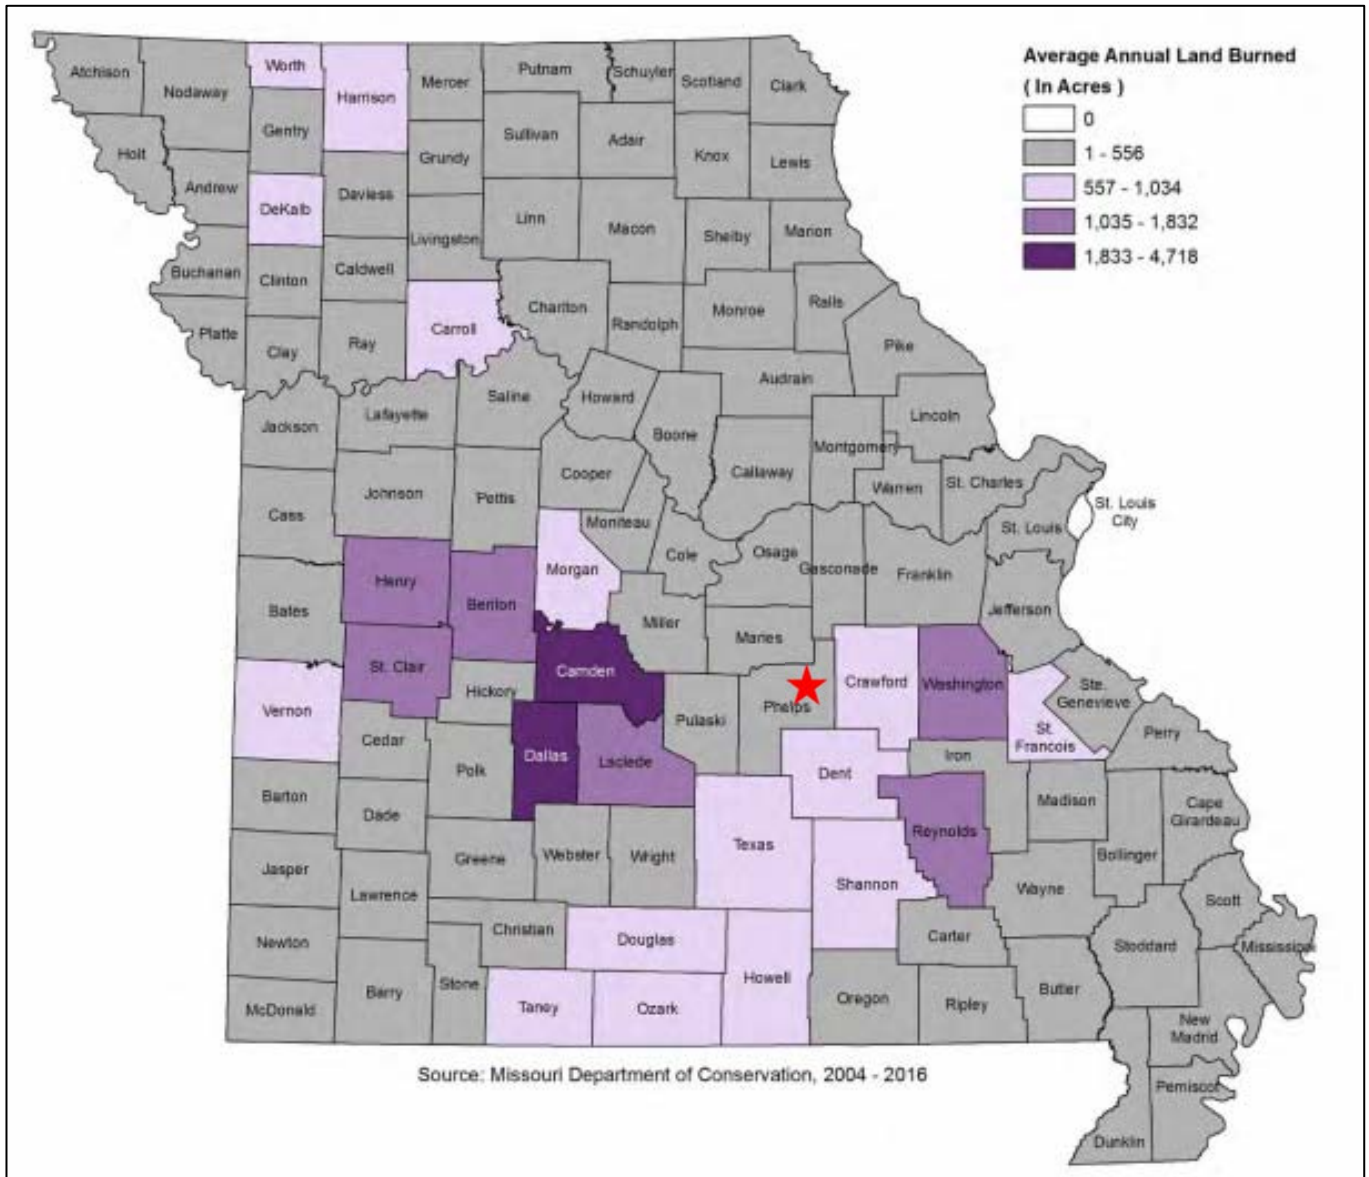 Average Annual Land Burned
( In Acres )
0
1 - 556
557 - 1,034
1,035 - 1,832
1,833 - 4,718
Atchison
Nodaway
Worth
Harrison
Mercer
Putnam
Schuyler
Scotland
Clark
Holt
Gentry
Sullivan
Adair
Knox
Lewis
Andrew
DeKalb
Daviess
Grundy
Linn
Macon
Shelby
Marion
Buchanan
Clinton
Caldwell
Livingston
Chariton
Randolph
Monroe
Ralls
Platte
Clay
Ray
Carroll
Pike
Audrain
Jackson
Lafayette
Saline
Howard
Boone
Callaway
Montgomery
Lincoln
Warren
St. Charles
St. Louis
St. Louis
City
Cass
Johnson
Pettis
Cooper
Moniteau
Cole
Osage
Gasconade
Franklin
Jefferson
Bates
Henry
Benton
Morgan
Miller
Maries
Vernon
St. Clair
Hickory
Camden
Pulaski
Phelps
Crawford
Washington
St.
Francois
Ste.
Genevieve
Perry
Cedar
Polk
Dallas
Laclede
Dent
Iron
Madison
Cape
Girardeau
Barton
Dade
Greene
Webster
Wright
Texas
Shannon
Reynolds
Wayne
Bollinger
Scott
Jasper
Lawrence
Christian
Douglas
Howell
Carter
Stoddard
Mississippi
Newton
McDonald
Barry
Stone
Taney
Ozark
Oregon
Ripley
Butler
New
Madrid
Pemiscot
Dunklin
Source: Missouri Department of Conservation, 2004 - 2016